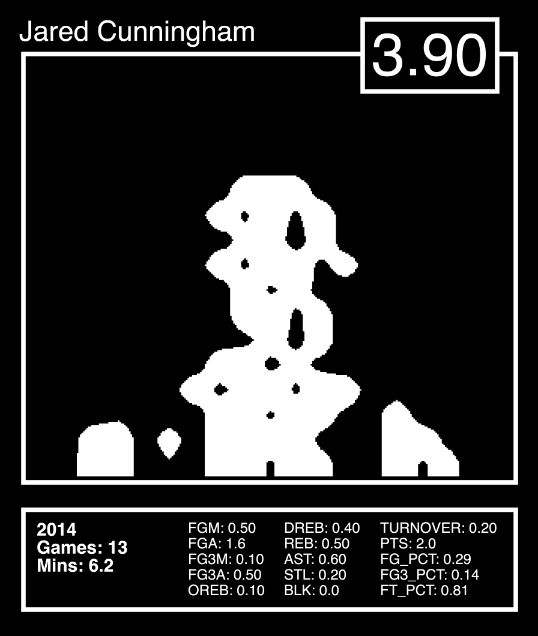 Jared Cunningham
3.90
2014
Games: 13
Mins: 6.2
FGM: 0.50
FGA: 1.6
FG3M: 0.10
FG3A: 0.50
OREB: 0.10
DREB: 0.40
REB: 0.50
AST: 0.60
STL: 0.20
BLK: 0.0
TURNOVER: 0.20
PTS: 2.0
FG_PCT: 0.29
FG3_PCT: 0.14
FT_PCT: 0.81